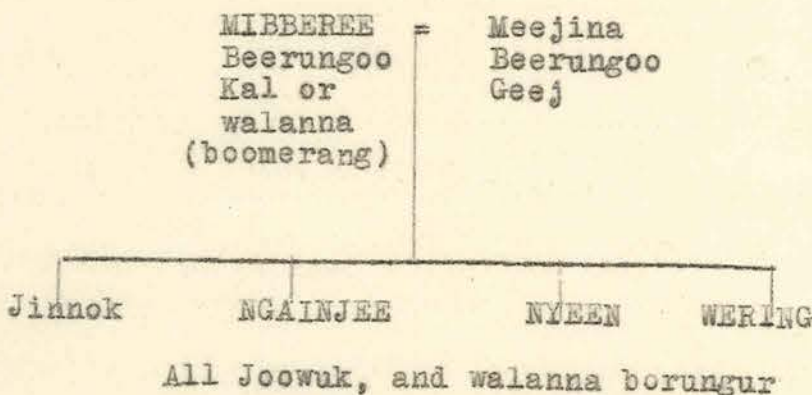 MIBBEREE = Meejina
Beerungoo Beerungoo
Kal or Geej
walanna
(boomerang)
Jinnok NGAINJEE NYEEN WERING
All Joowuk, and walanna borungur